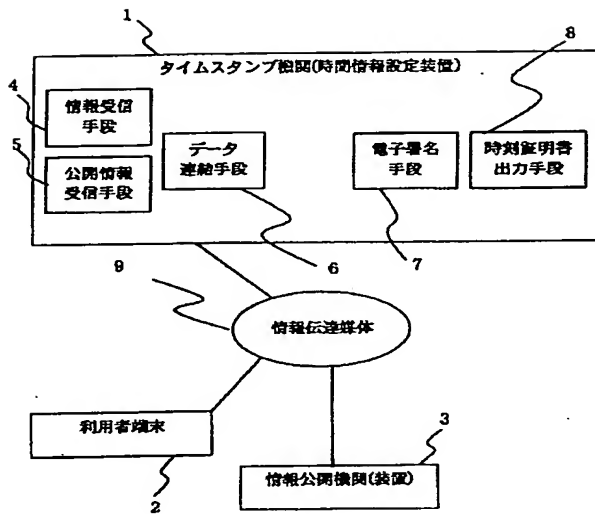 1
8
タイムスタンプ機関(時間情報設定装置)
4
情報受信
手段
5
公開情報
受信手段
データ
連結手段
電子署名
手段
時刻証明書
出力手段
9
6
7
情報伝達媒体
利用者端末
3
2
情報公開機関(装置)